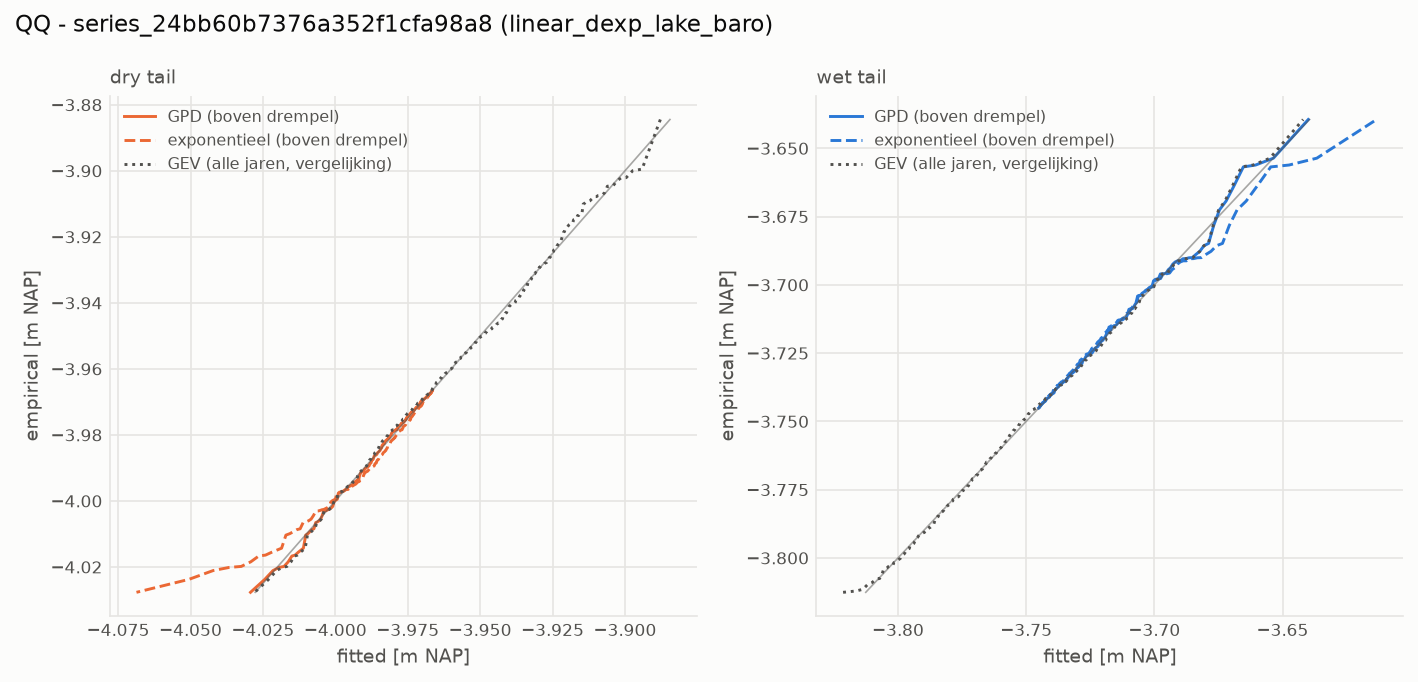 QQ - series_24bb60b7376a352f1cfa98a8 (linear_dexp_lake_baro)
dry tail
GPD (boven drempel)
exponentieel (boven drempel)
GEV (alle jaren, vergelijking)
−3.88
−3.90
−3.92
−3.94
−3.96
−3.98
−4.00
−4.02
empirical [m NAP]
−4.075
−4.050
−4.025
−4.000
−3.975
−3.950
−3.925
−3.900
fitted [m NAP]
wet tail
GPD (boven drempel)
exponentieel (boven drempel)
GEV (alle jaren, vergelijking)
−3.650
−3.675
−3.700
−3.725
−3.750
−3.775
−3.800
empirical [m NAP]
−3.80
−3.75
−3.70
−3.65
fitted [m NAP]